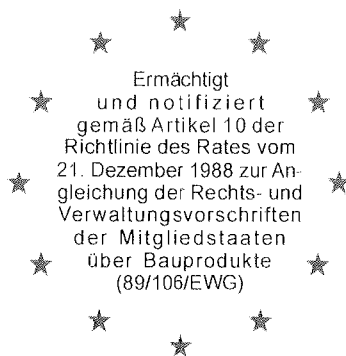 Ermächtigt
und notifiziert
gemäß Artikel 10 der
Richtlinie des Rates vom
21. Dezember 1988 zur An-
gleichung der Rechts- und
Verwaltungsvorschriften
der Mitgliedstaaten
über Bauprodukte
(89/106/EWG)